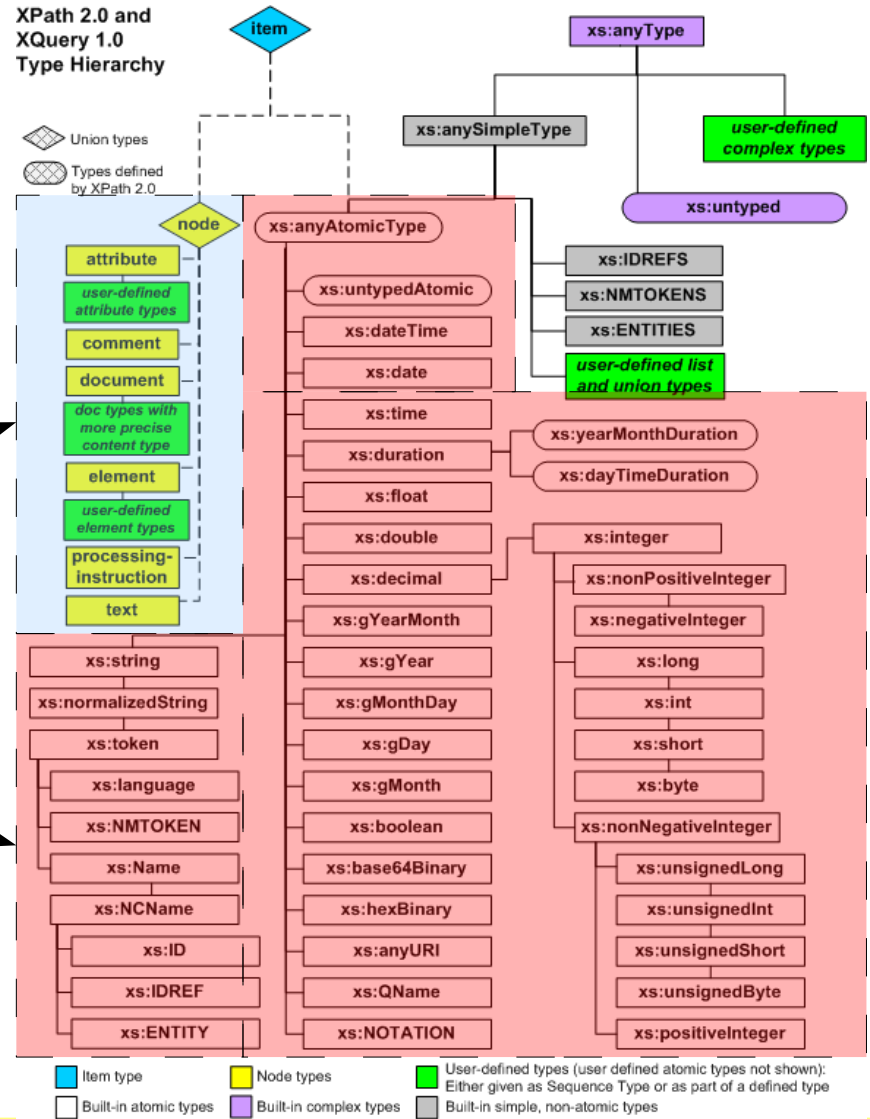 XPath 2.0 and
XQuery 1.0
Type Hierarchy
item
xs:anyType
Union types
Types defined
by XPath 2.0
xs:anySimpleType
user-defined
complex types
xs:untyped
node
xs:anyAtomicType
attribute
user-defined
attribute types
comment
document
doc types with
more precise
content type
element
user-defined
element types
processing-
instruction
text
xs:IDREFS
xs:NMTOKENS
xs:ENTITIES
user-defined list
and union types
xs:untypedAtomic
xs:dateTime
xs:date
xs:time
xs:duration
xs:yearMonthDuration
xs:dayTimeDuration
xs:float
xs:double
xs:decimal
xs:gYearMonth
xs:gYear
xs:gMonthDay
xs:gDay
xs:gMonth
xs:boolean
xs:base64Binary
xs:hexBinary
xs:anyURI
xs:QName
xs:NOTATION
xs:integer
xs:nonPositiveInteger
xs:negativeInteger
xs:long
xs:int
xs:short
xs:byte
xs:nonNegativeInteger
xs:unsignedLong
xs:unsignedInt
xs:unsignedShort
xs:unsignedByte
xs:positiveInteger
xs:string
xs:normalizedString
xs:token
xs:language
xs:NMTOKEN
xs:Name
xs:NCName
xs:ID
xs:IDREF
xs:ENTITY
Item type
Node types
User-defined types (user defined atomic types not shown):
Either given as Sequence Type or as part of a defined type
Built-in atomic types
Built-in complex types
Built-in simple, non-atomic types